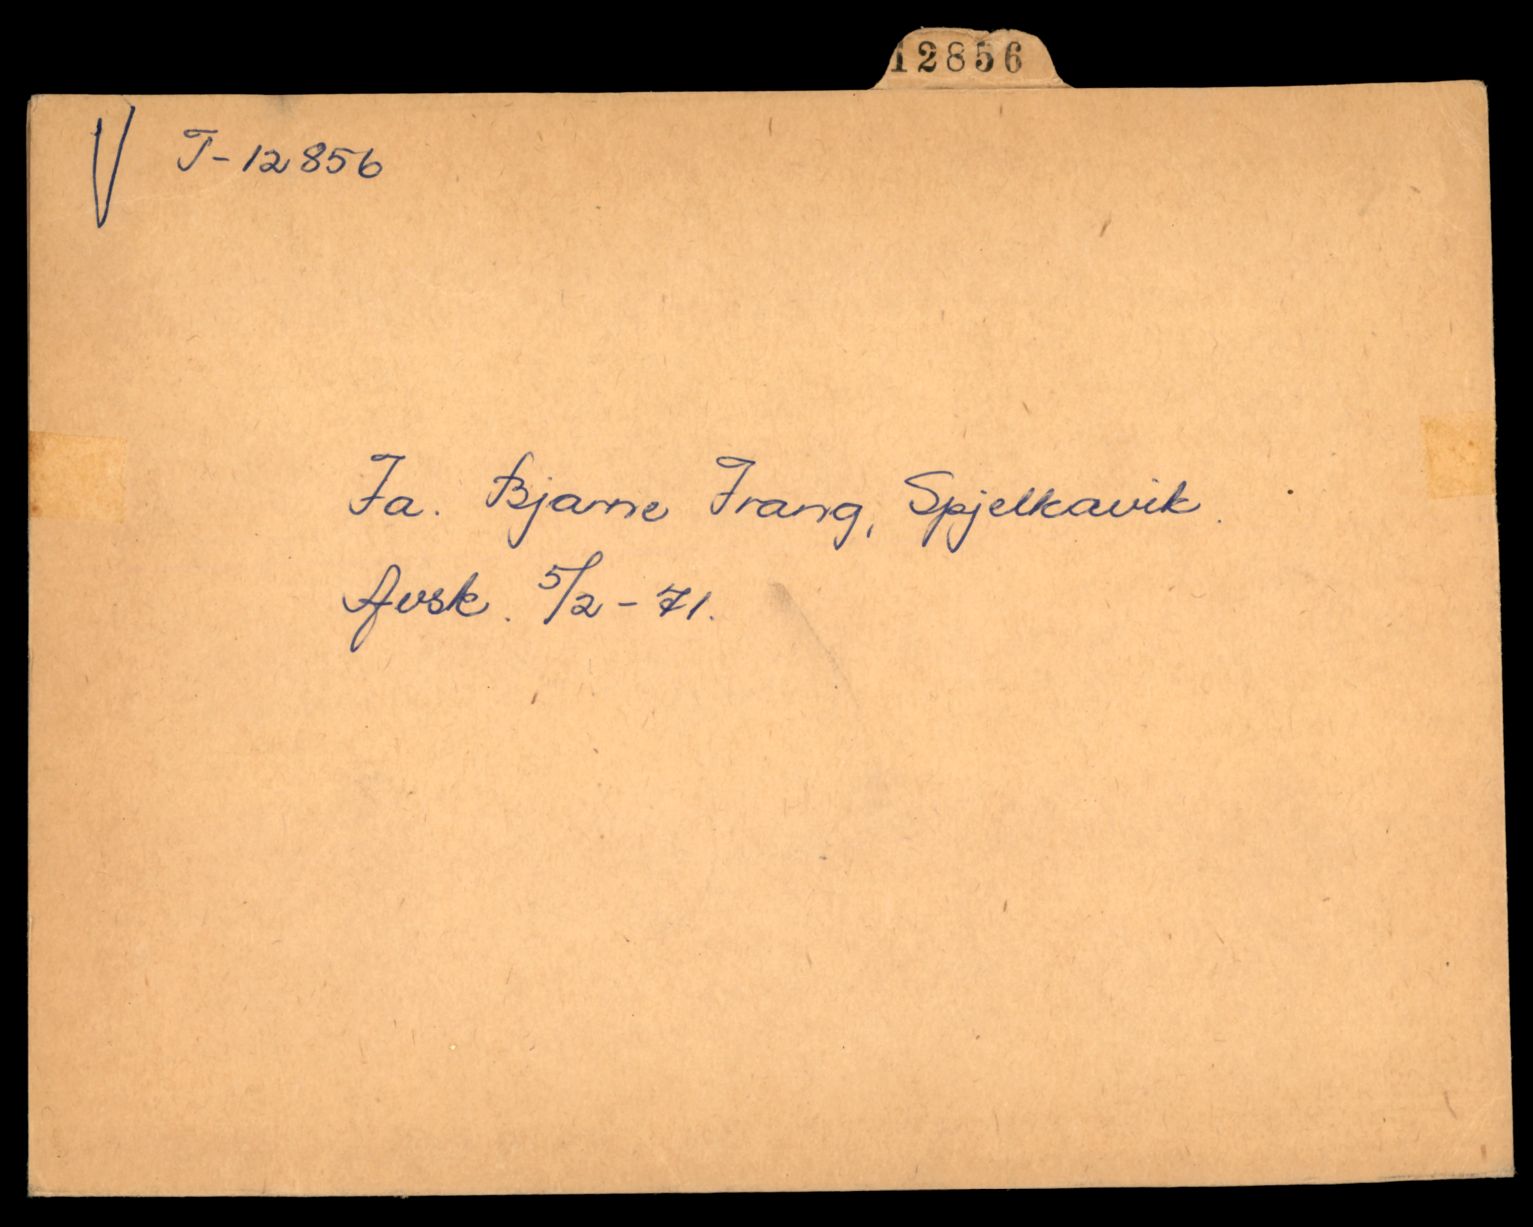 12856
T-12856
Fa. Bjarne Frang, Spjelkavik.
Avsk. 5/2-71.